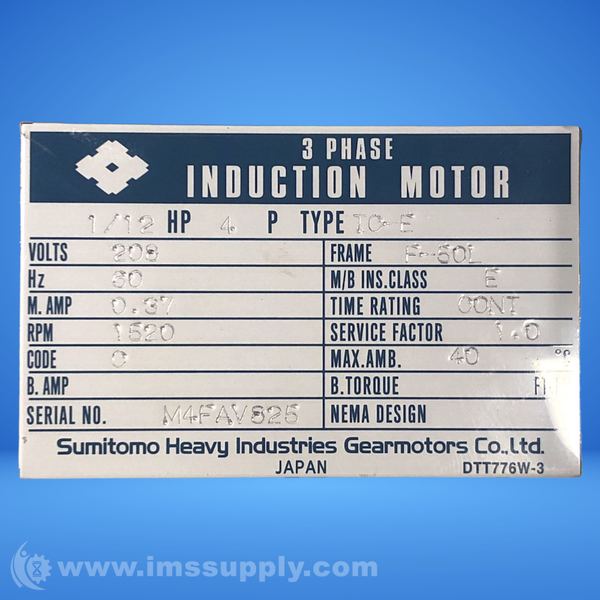 3 PHASE
INDUCTION MOTOR
1/12 HP 4 P TYPE TC-E
VOLTS 208 FRAME F-60L
Hz 60 M/B INS.CLASS E
M. AMP 0.37 TIME RATING CONT
RPM 1520 SERVICE FACTOR 1.0
CODE MAX.AMB. 40 °C
B. AMP B.TORQUE
SERIAL NO. M4FAV825 NEMA DESIGN
Sumitomo Heavy Industries Gearmotors Co.,Ltd.
JAPAN DTT776W-3
www.imssupply.com